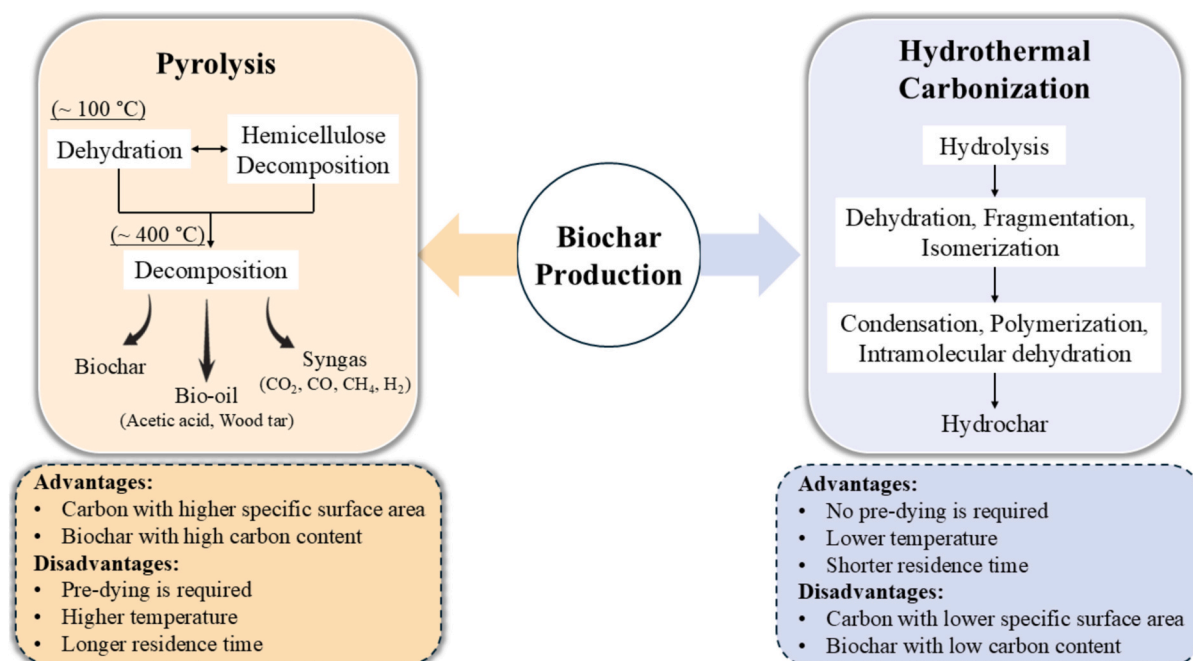 Pyrolysis
(~ 100 °C)
Dehydration
Hemicellulose
Decomposition
(~ 400 °C)
Decomposition
Biochar
Bio-oil
(Acetic acid, Wood tar)
Syngas
(CO₂, CO, CH₄, H₂)
Advantages:
• Carbon with higher specific surface area
• Biochar with high carbon content
Disadvantages:
• Pre-dying is required
• Higher temperature
• Longer residence time
Biochar
Production
Hydrothermal
Carbonization
Hydrolysis
Dehydration, Fragmentation,
Isomerization
Condensation, Polymerization,
Intramolecular dehydration
Hydrochar
Advantages:
• No pre-dying is required
• Lower temperature
• Shorter residence time
Disadvantages:
• Carbon with lower specific surface area
• Biochar with low carbon content